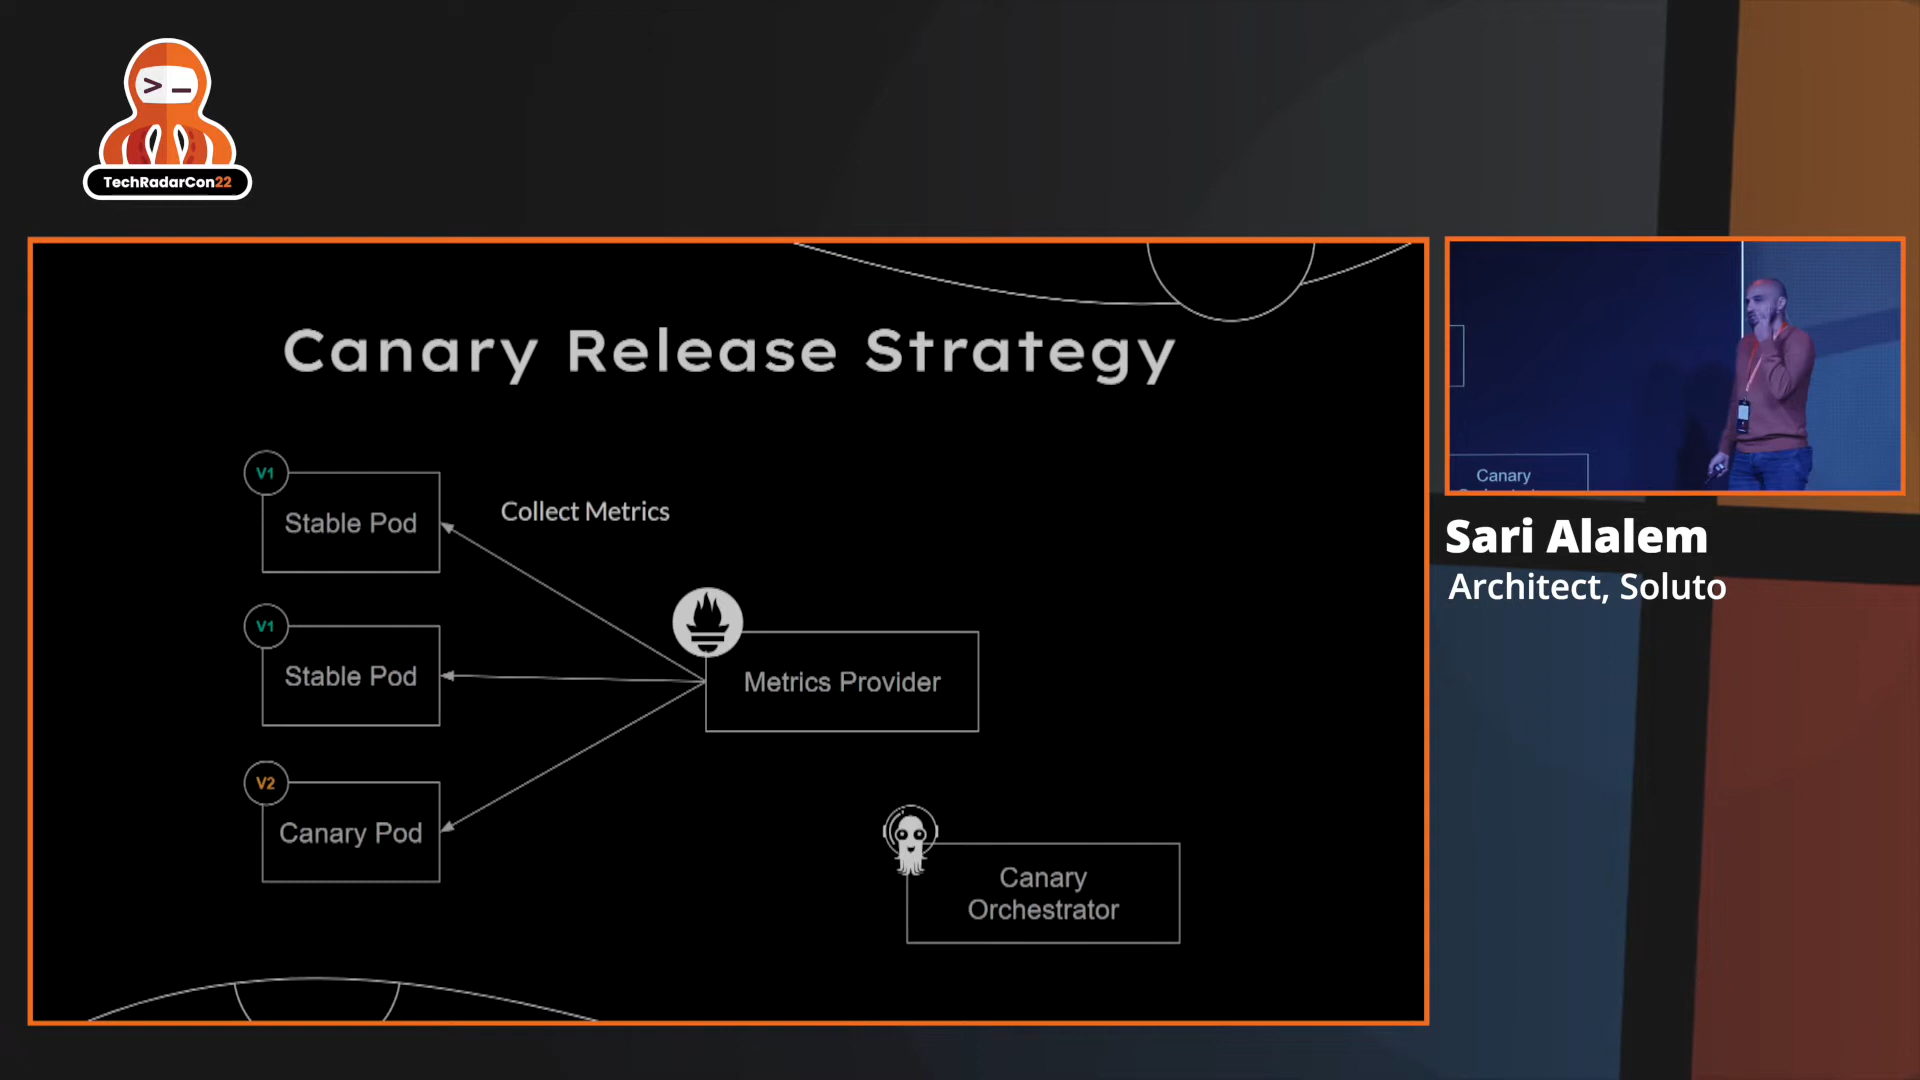 >_
TechRadarCon22
Canary Release Strategy
V1
Stable Pod
Collect Metrics
V1
Stable Pod
Metrics Provider
V2
Canary Pod
Canary
Orchestrator
Canary
Sari Alalem
Architect, Soluto